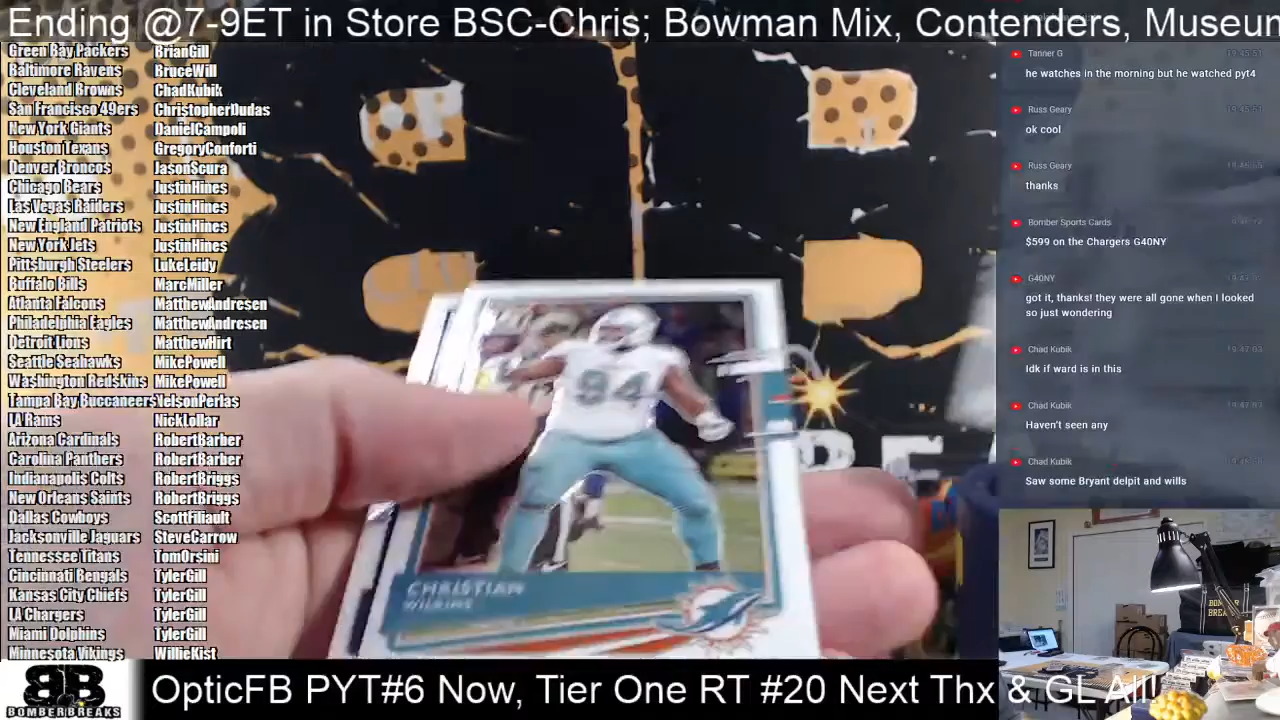 Ending @7-9ET in Store BSC-Chris; Bowman Mix, Contenders, Museum
Green Bay Packers BrianGill
Baltimore Ravens BruceWill
Cleveland Browns ChadKubik
San Francisco 49ers ChristopherDudas
New York Giants DanielCampoli
Houston Texans GregoryConforti
Denver Broncos JasonScura
Chicago Bears JustinHines
Las Vegas Raiders JustinHines
New England Patriots JustinHines
New York Jets JustinHines
Pittsburgh Steelers LukeLeidy
Buffalo Bills MarcMiller
Atlanta Falcons MatthewAndresen
Philadelphia Eagles MatthewAndresen
Detroit Lions MatthewHirt
Seattle Seahawks MikePowell
Washington Redskins MikePowell
Tampa Bay Buccaneers NelsonPerlas
LA Rams NickLollar
Arizona Cardinals RobertBarber
Carolina Panthers RobertBarber
Indianapolis Colts RobertBriggs
New Orleans Saints RobertBriggs
Dallas Cowboys ScottFiliault
Jacksonville Jaguars SteveCarrow
Tennessee Titans TomOrsini
Cincinnati Bengals TylerGill
Kansas City Chiefs TylerGill
LA Chargers TylerGill
Miami Dolphins TylerGill
Minnesota Vikings WillieKist
94
CHRISTIAN
WILKINS
Tanner G
he watches in the morning but he watched pyt4
Russ Geary
ok cool
Russ Geary
thanks
Bomber Sports Cards
$599 on the Chargers G40NY
G40NY
got it, thanks! they were all gone when I looked
so just wondering
Chad Kubik 19:47:03
Idk if ward is in this
Chad Kubik
Haven't seen any
Chad Kubik
Saw some Bryant delpit and wills
BOMBERBREAKS
OpticFB PYT#6 Now, Tier One RT #20 Next Thx & GL All!